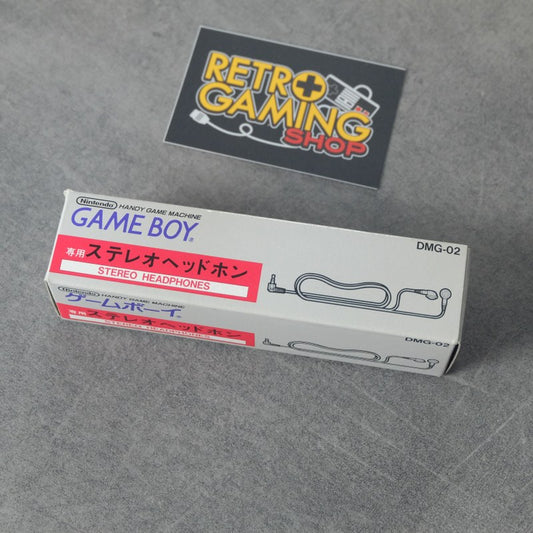 RETRO
GAMING
SHOP
Nintendo HANDY GAME MACHINE
GAME BOY®
DMG-02
専用 ステレオヘッドホン
STEREO HEADPHONES
Nintendo HANDY GAME MACHINE
ゲームボーイ
DMG-02
専用 ステレオヘッドホン
STEREO HEADPHONES